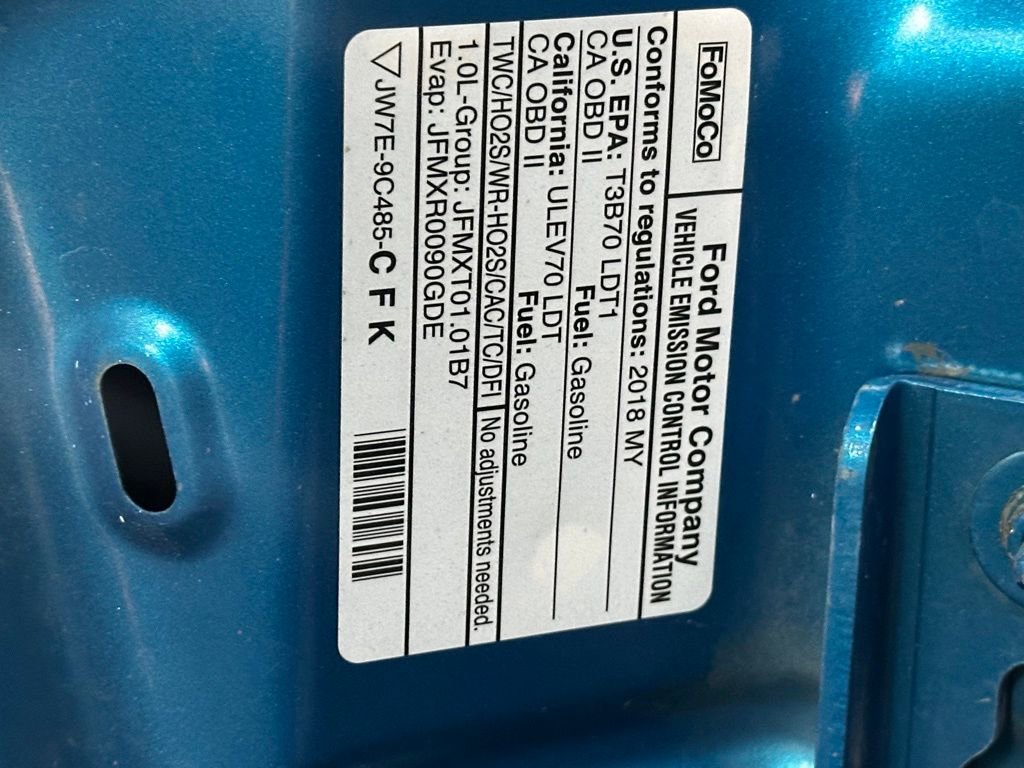 FoMoCo
Ford Motor Company
VEHICLE EMISSION CONTROL INFORMATION
Conforms to regulations: 2018 MY
U.S. EPA: T3B70 LDT1
CA OBD II Fuel: Gasoline
California: ULEV70 LDT
CA OBD II Fuel: Gasoline
TWC/HO2S/WR-HO2S/CAC/TC/DFI No adjustments needed.
1.0L-Group: JFMXT01.01B7
Evap: JFMXR0090GDE
JW7E-9C485-C F K